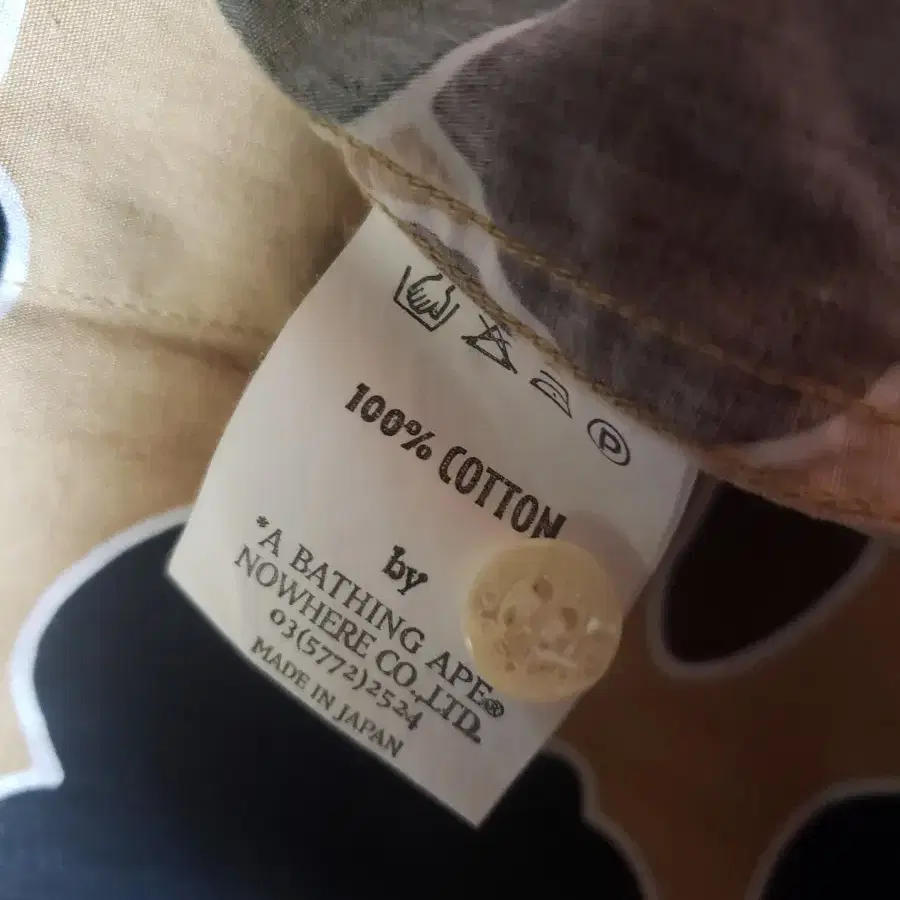 P
100% COTTON
by
*A BATHING APE®
NOWHERE CO.,LTD.
03(5772)2524
MADE IN JAPAN